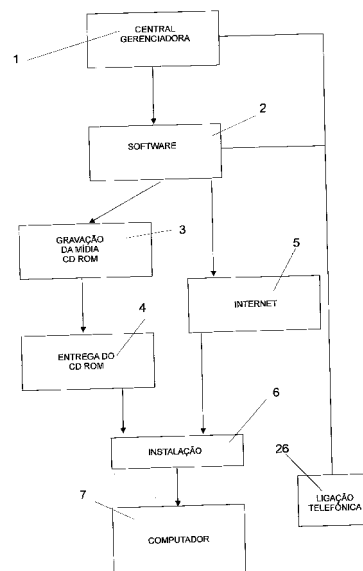 CENTRAL
GERENCIADORA
1
2
SOFTWARE
3
GRAVAÇÃO
DA MÍDIA
CD ROM
5
INTERNET
4
ENTREGA DO
CD ROM
6
INSTALAÇÃO
26
LIGAÇÃO
TELEFÔNICA
7
COMPUTADOR